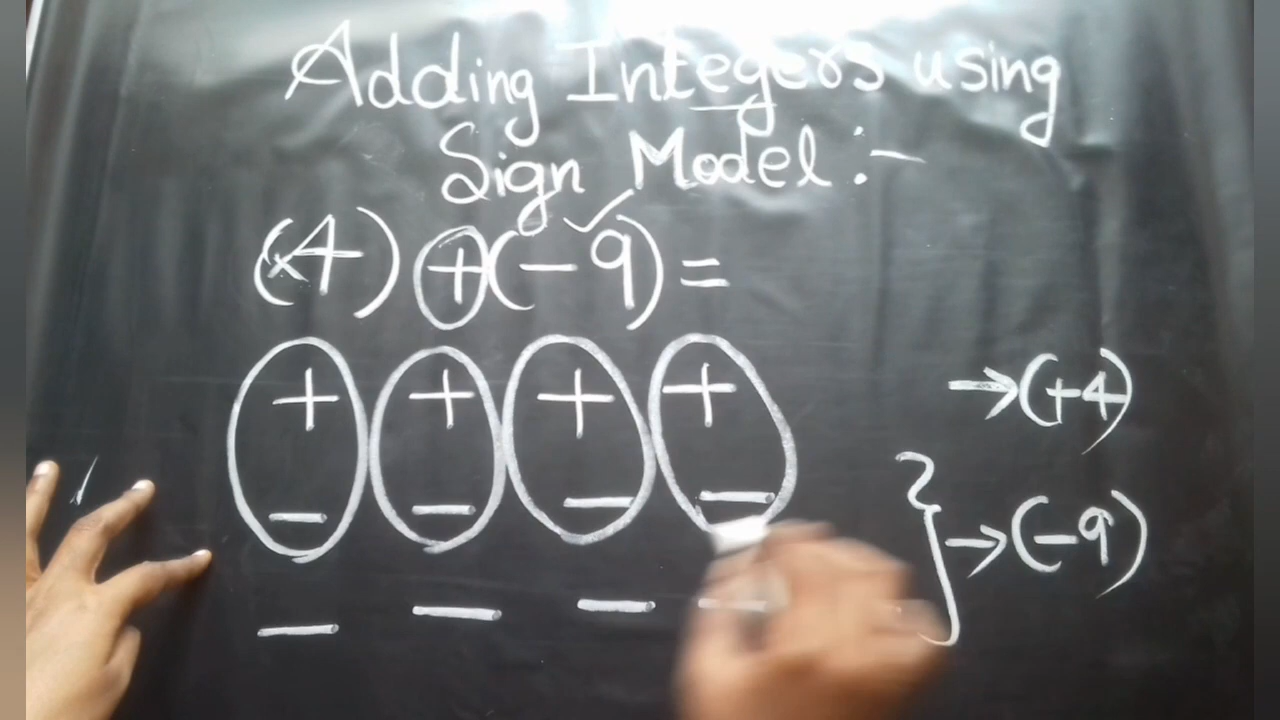 Adding Integers using
Sign Model :-
(+4) + (-9) =
+ + + + → (+4)
- - - -
→ (-9)
- - - -